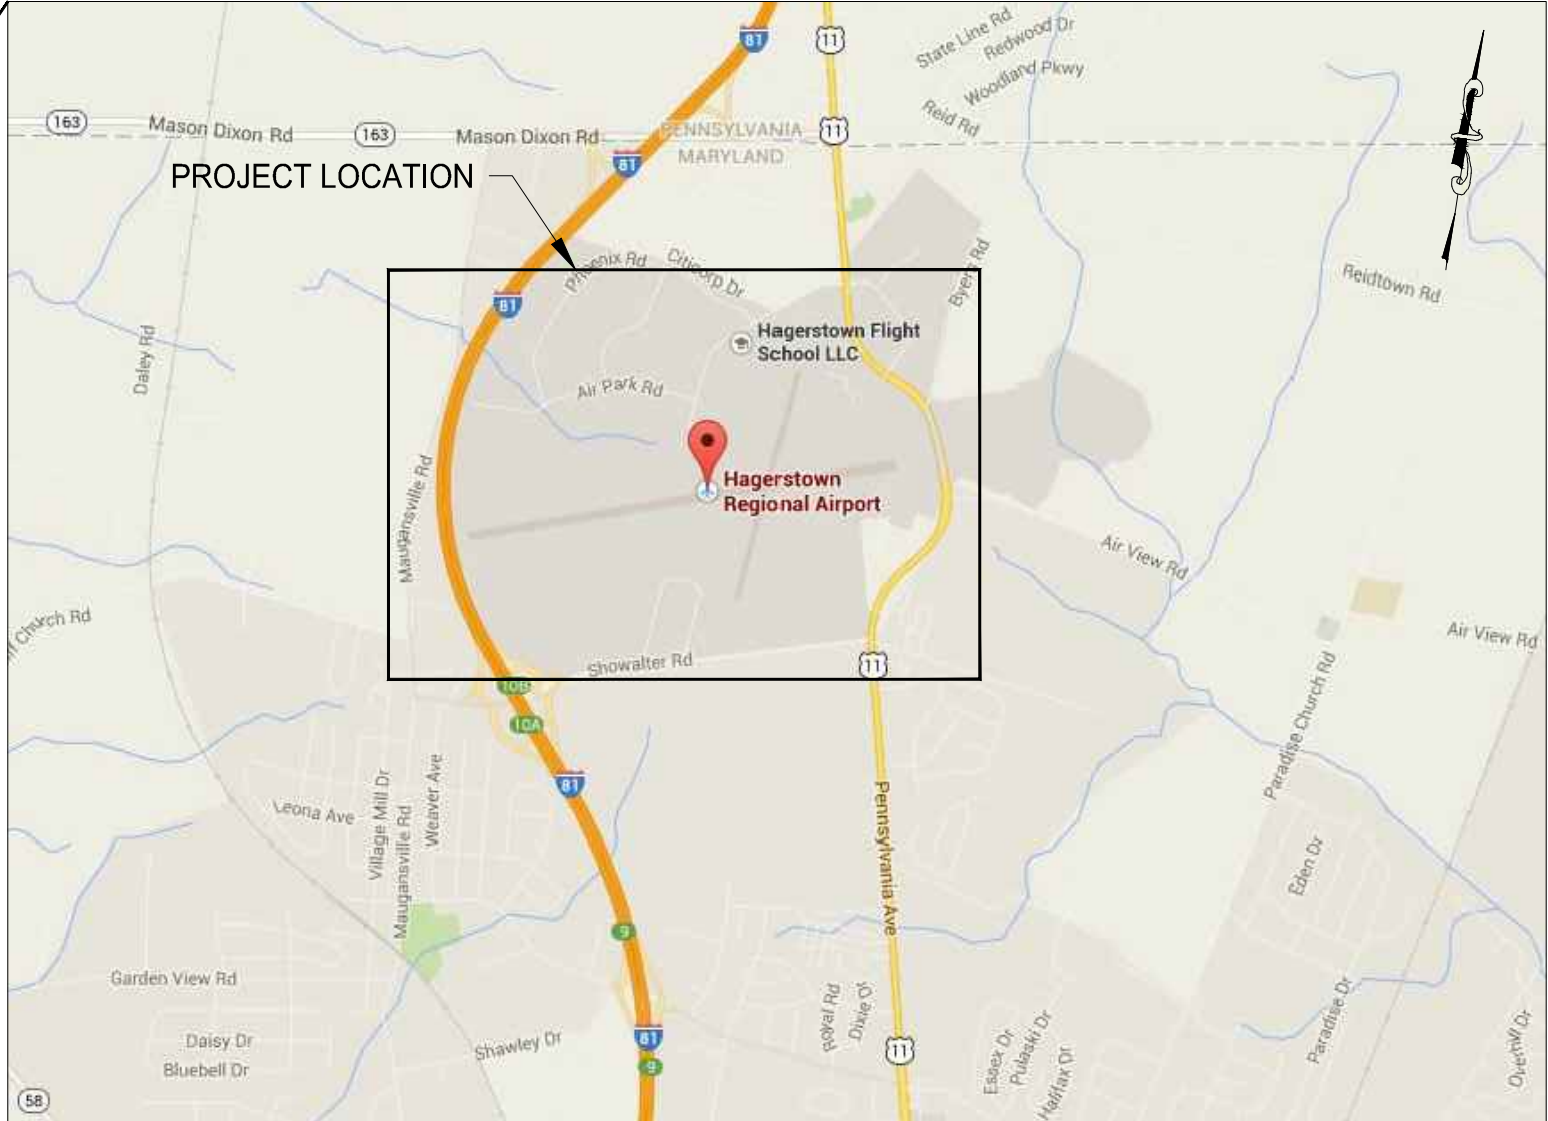 81
11
State Line Rd
Redwood Dr
Woodland Pkwy
Reid Rd
163
Mason Dixon Rd
163
Mason Dixon Rd
PENNSYLVANIA
11
MARYLAND
81
PROJECT LOCATION
Phoenix Rd
Citicorp Dr
Byers Rd
Reidtown Rd
81
Daley Rd
Hagerstown Flight
School LLC
Air Park Rd
Maugansville Rd
Hagerstown
Regional Airport
Air View Rd
Church Rd
Air View Rd
Showalter Rd
11
10B
10A
Paradise Church Rd
81
Leona Ave
Village Mill Dr
Maugansville Rd
Weaver Ave
Pennsylvania Ave
Eden Dr
9
Garden View Rd
Royal Rd
Dixie Dr
Paradise Dr
Daisy Dr
Bluebell Dr
Shawley Dr
81
9
11
Essex Dr
Pulaski Dr
Halifax Dr
Overhill Dr
58